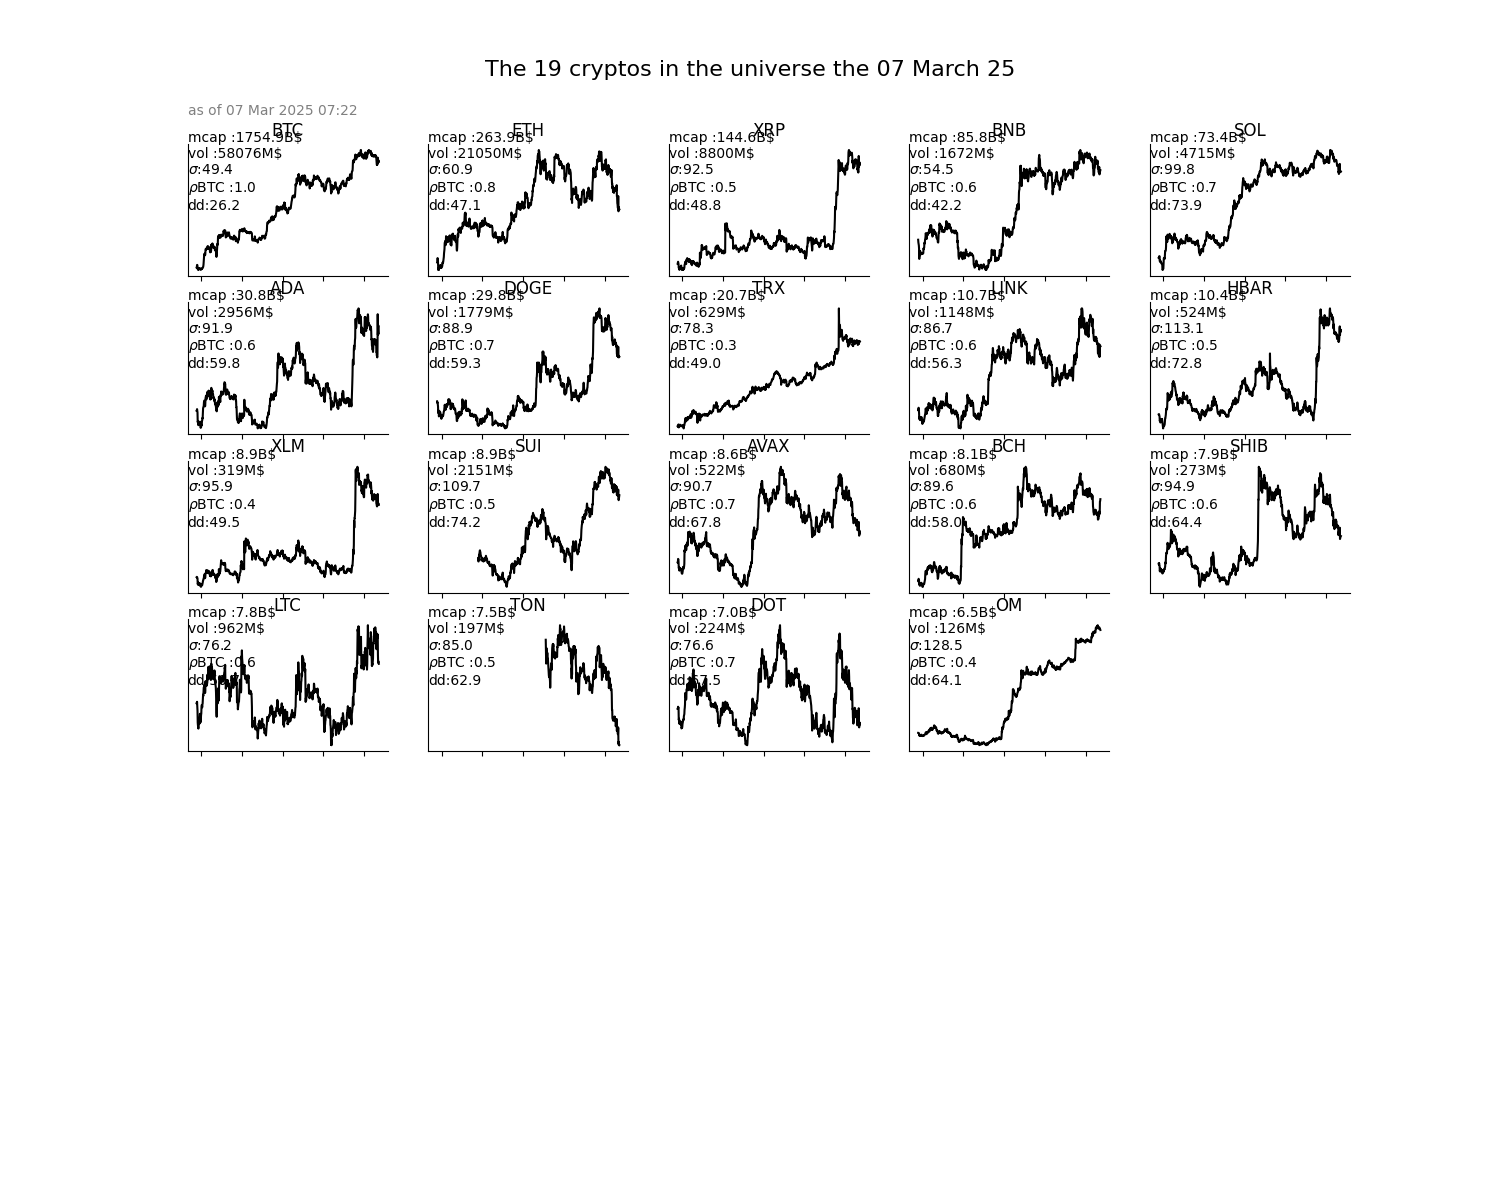 The 19 cryptos in the universe the 07 March 25
as of 07 Mar 2025 07:22
BTC
mcap :1754.9B$
vol :58076M$
σ:49.4
ρBTC :1.0
dd:26.2
ETH
mcap :263.9B$
vol :21050M$
σ:60.9
ρBTC :0.8
dd:47.1
XRP
mcap :144.6B$
vol :8800M$
σ:92.5
ρBTC :0.5
dd:48.8
BNB
mcap :85.8B$
vol :1672M$
σ:54.5
ρBTC :0.6
dd:42.2
SOL
mcap :73.4B$
vol :4715M$
σ:99.8
ρBTC :0.7
dd:73.9
ADA
mcap :30.8B$
vol :2956M$
σ:91.9
ρBTC :0.6
dd:59.8
DOGE
mcap :29.8B$
vol :1779M$
σ:88.9
ρBTC :0.7
dd:59.3
TRX
mcap :20.7B$
vol :629M$
σ:78.3
ρBTC :0.3
dd:49.0
LINK
mcap :10.7B$
vol :1148M$
σ:86.7
ρBTC :0.6
dd:56.3
HBAR
mcap :10.4B$
vol :524M$
σ:113.1
ρBTC :0.5
dd:72.8
XLM
mcap :8.9B$
vol :319M$
σ:95.9
ρBTC :0.4
dd:49.5
SUI
mcap :8.9B$
vol :2151M$
σ:109.7
ρBTC :0.5
dd:74.2
AVAX
mcap :8.6B$
vol :522M$
σ:90.7
ρBTC :0.7
dd:67.8
BCH
mcap :8.1B$
vol :680M$
σ:89.6
ρBTC :0.6
dd:58.0
SHIB
mcap :7.9B$
vol :273M$
σ:94.9
ρBTC :0.6
dd:64.4
LTC
mcap :7.8B$
vol :962M$
σ:76.2
ρBTC :0.6
TON
mcap :7.5B$
vol :197M$
σ:85.0
ρBTC :0.5
dd:62.9
DOT
mcap :7.0B$
vol :224M$
σ:76.6
ρBTC :0.7
dd:67.5
OM
mcap :6.5B$
vol :126M$
σ:128.5
ρBTC :0.4
dd:64.1